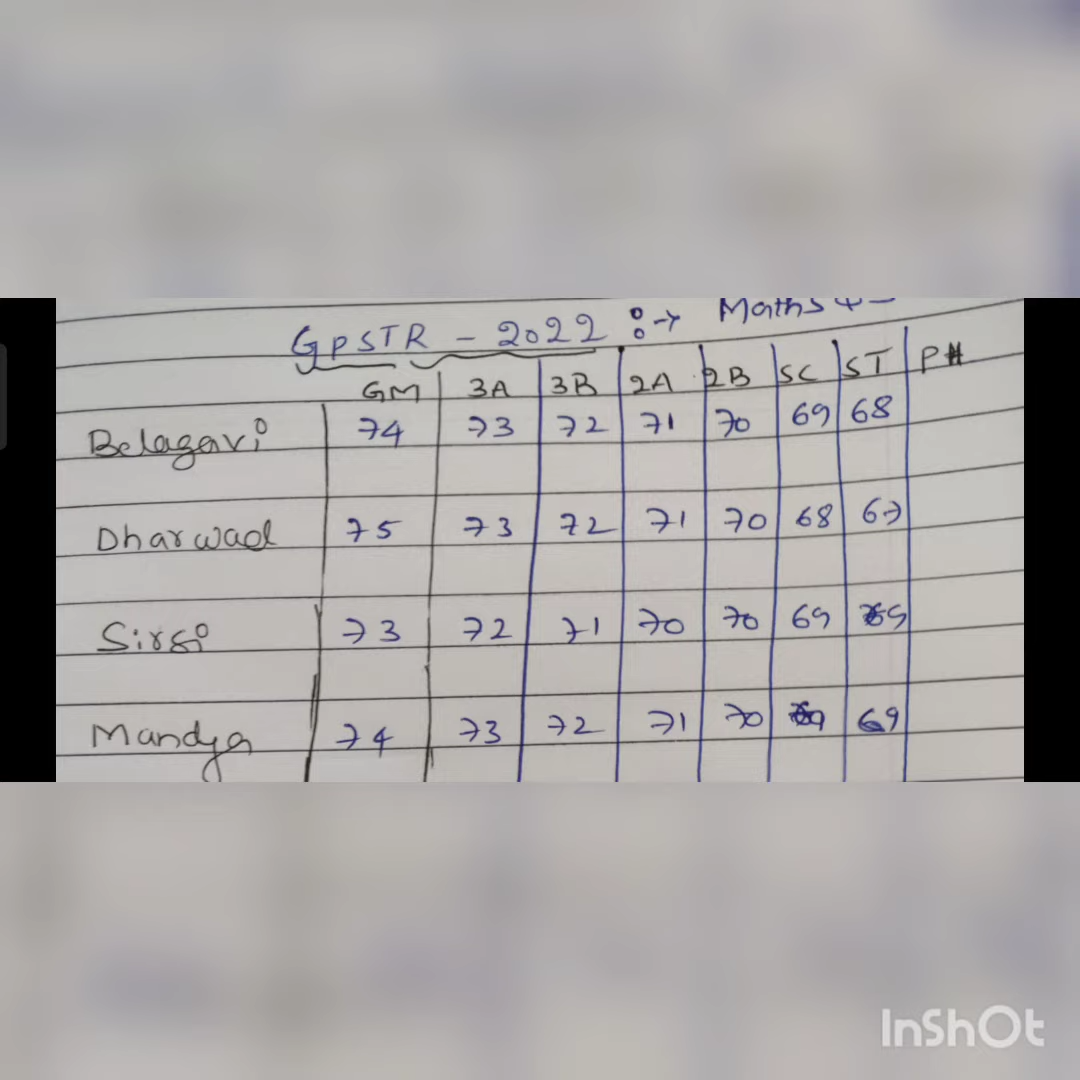 GPSTR - 2022 :→ Maths
GM 3A 3B 2A 2B SC ST PH
Belagavi 74 73 72 71 70 69 68
Dharwad 75 73 72 71 70 68 67
Sirsi 73 72 71 70 70 69 69
Mandya 74 73 72 71 70 69 69
InShOt